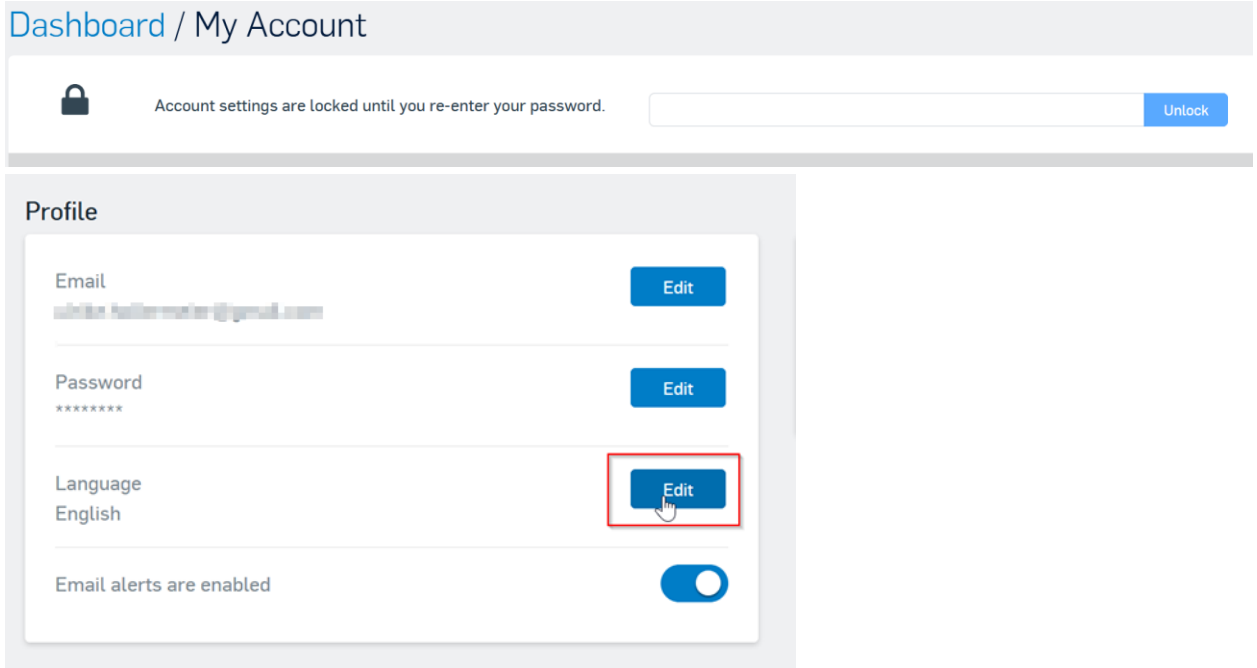 Dashboard / My Account
Account settings are locked until you re-enter your password.
Unlock
Profile
Email
Edit
Password
********
Edit
Language
English
Edit
Email alerts are enabled